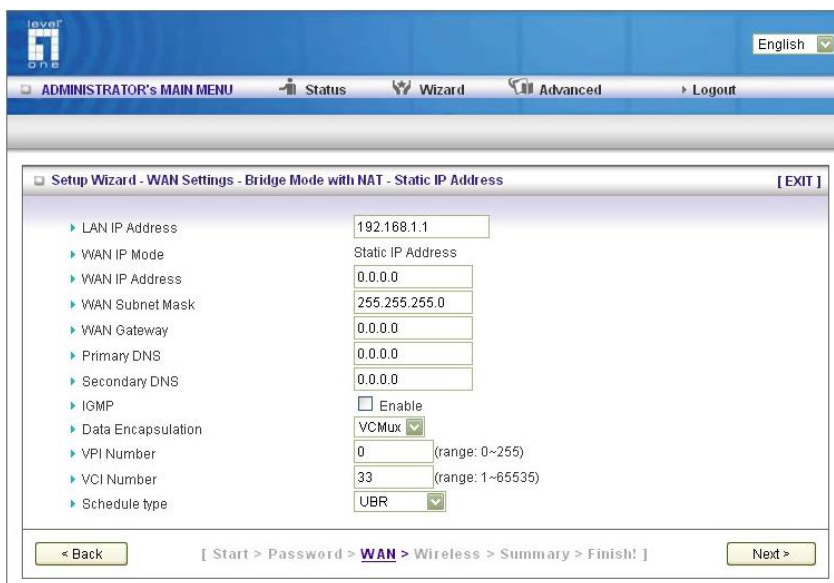 level
one
English
ADMINISTRATOR's MAIN MENU Status Wizard Advanced Logout
Setup Wizard - WAN Settings - Bridge Mode with NAT - Static IP Address [ EXIT ]
LAN IP Address 192.168.1.1
WAN IP Mode Static IP Address
WAN IP Address 0.0.0.0
WAN Subnet Mask 255.255.255.0
WAN Gateway 0.0.0.0
Primary DNS 0.0.0.0
Secondary DNS 0.0.0.0
IGMP Enable
Data Encapsulation VCMux
VPI Number 0 (range: 0~255)
VCI Number 33 (range: 1~65535)
Schedule type UBR
< Back [ Start > Password > WAN > Wireless > Summary > Finish! ] Next >